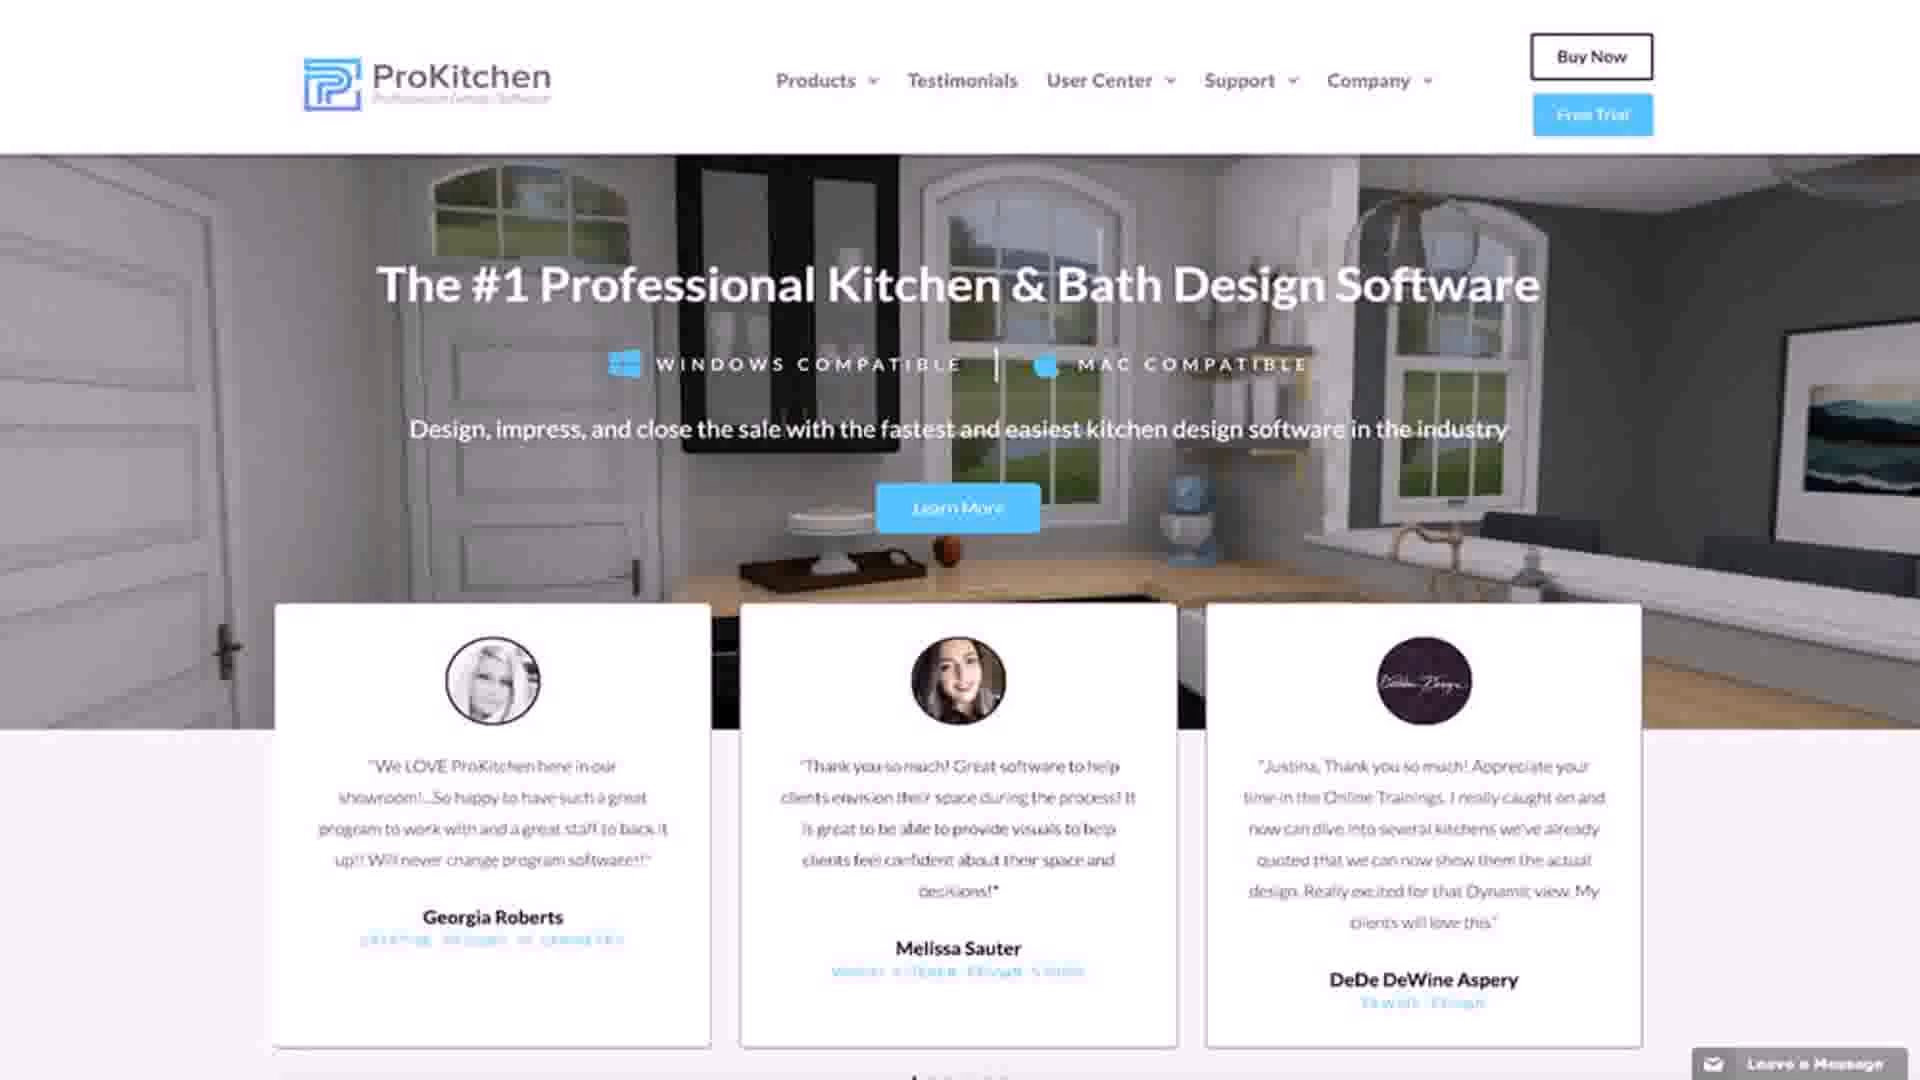 ProKitchen
Products
Testimonials
User Center
Support
Company
Buy Now
Free Trial
The #1 Professional Kitchen & Bath Design Software
WINDOWS COMPATIBLE | MAC COMPATIBLE
Design, impress, and close the sale with the fastest and easiest kitchen design software in the industry
Learn More
"We LOVE ProKitchen here in our
showroom!...So happy to have such a great
program to work with and a great staff to back it
up!! Will never change program software!!"
Georgia Roberts
"Thank you so much! Great software to help
clients envision their space during the process! It
is great to be able to provide visuals to help
clients feel confident about their space and
decisions!"
Melissa Sauter
"Justina, Thank you so much! Appreciate your
time in the Online Trainings. I really caught on and
now can dive into several kitchens we've already
quoted that we can now show them the actual
design. Really excited for that Dynamic view. My
clients will love this."
DeDe DeWine Aspery
Leave a Message